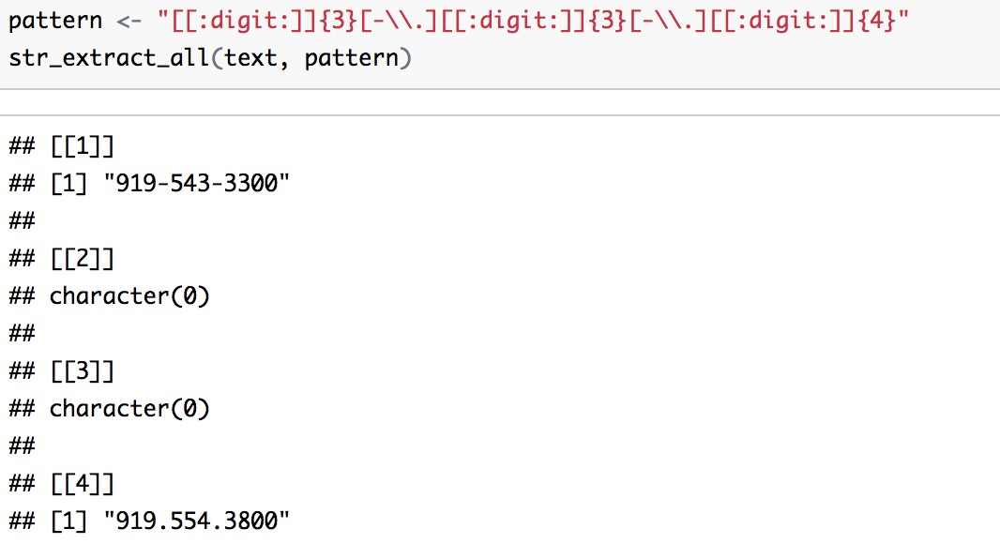 pattern <- "[[:digit:]]{3}[-\\.][[:digit:]]{3}[-\\.][[:digit:]]{4}"
str_extract_all(text, pattern)
## [[1]]
## [1] "919-543-3300"
##
## [[2]]
## character(0)
##
## [[3]]
## character(0)
##
## [[4]]
## [1] "919.554.3800"